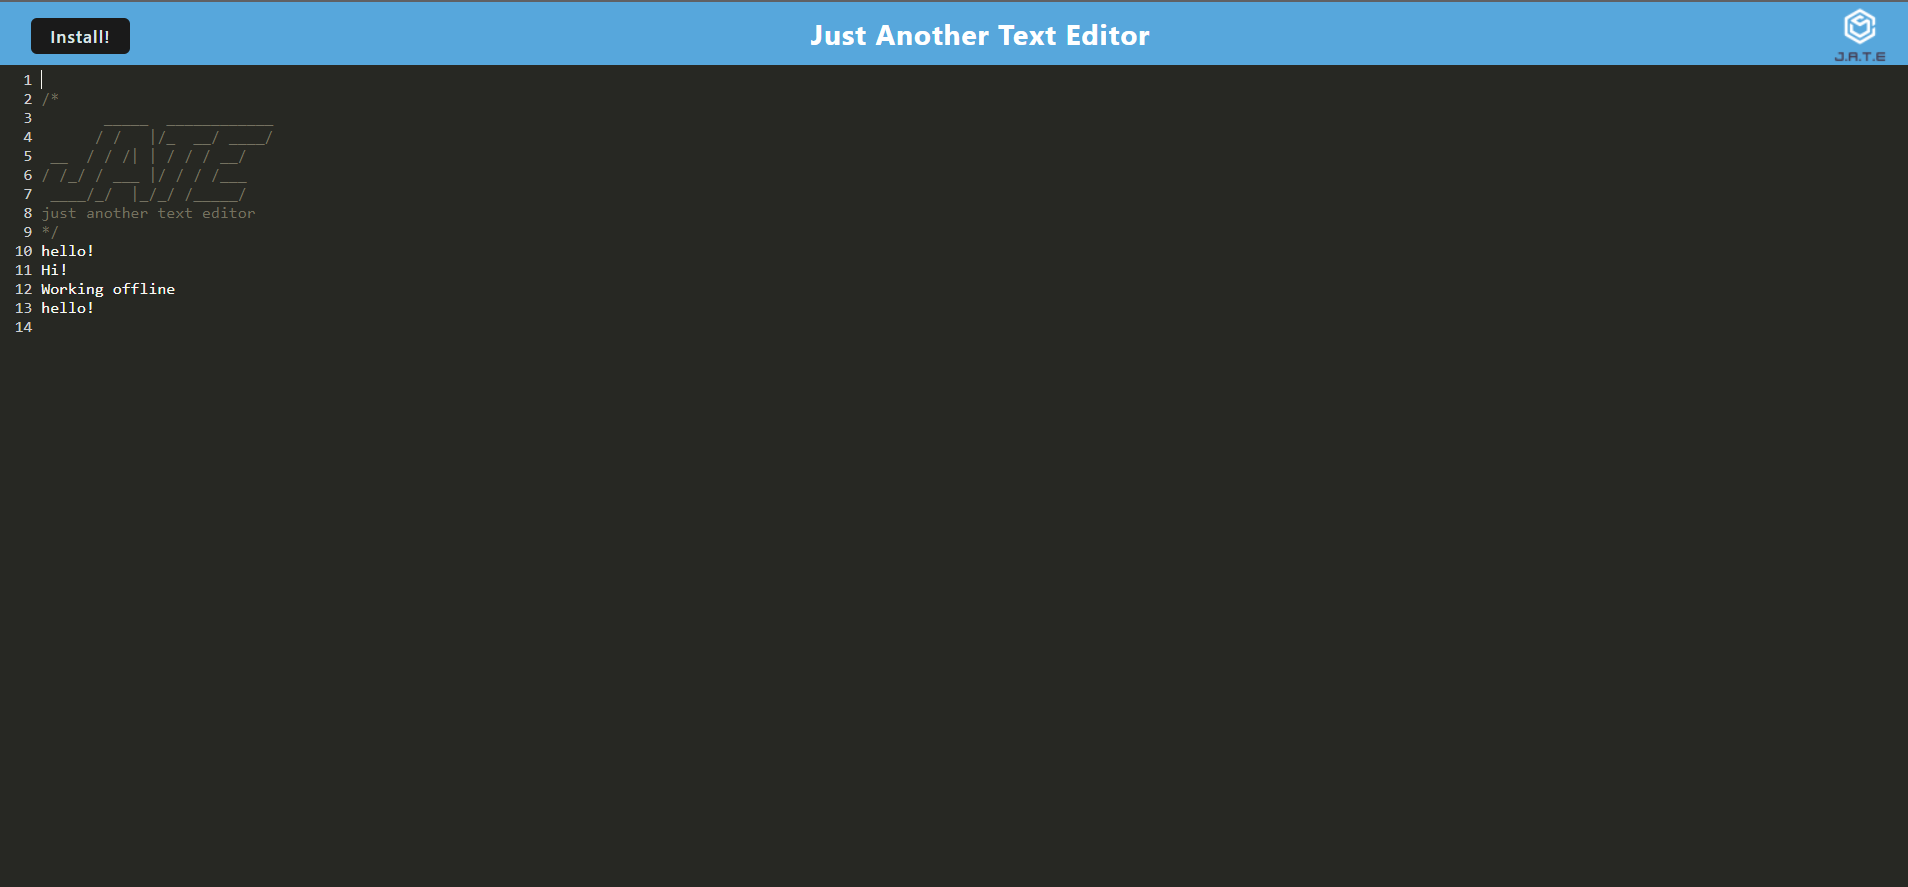 Install!
Just Another Text Editor
J.A.T.E
1
2 /*
3        _____  ____________
4       / /   |/_  __/ ____/
5  __  / / /| | / / / __/
6 / /_/ / ___ |/ / / /___
7  ____/_/  |_/_/ /_____/
8 just another text editor
9 */
10 hello!
11 Hi!
12 Working offline
13 hello!
14